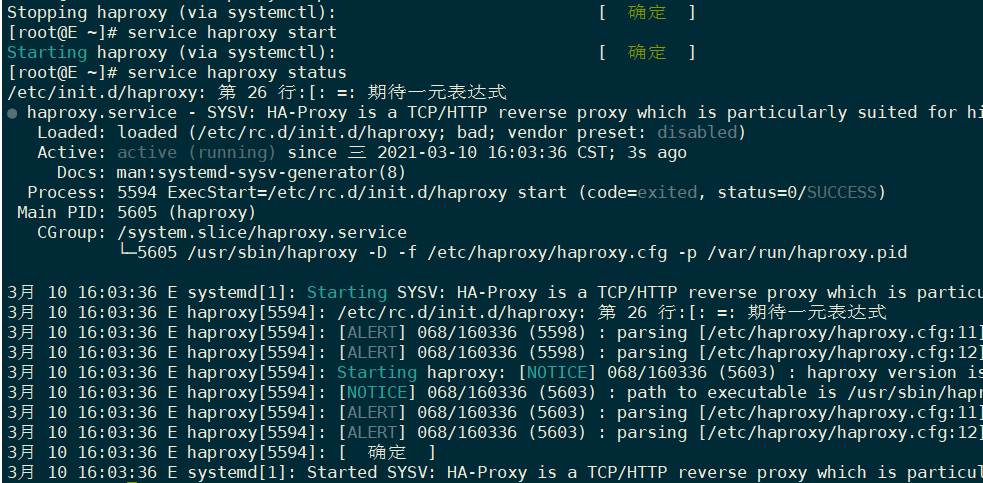 Stopping haproxy (via systemctl):                          [  确定  ]
[root@E ~]# service haproxy start
Starting haproxy (via systemctl):                          [  确定  ]
[root@E ~]# service haproxy status
/etc/init.d/haproxy: 第 26 行:[: =: 期待一元表达式
● haproxy.service - SYSV: HA-Proxy is a TCP/HTTP reverse proxy which is particularly suited for hi
   Loaded: loaded (/etc/rc.d/init.d/haproxy; bad; vendor preset: disabled)
   Active: active (running) since 三 2021-03-10 16:03:36 CST; 3s ago
     Docs: man:systemd-sysv-generator(8)
  Process: 5594 ExecStart=/etc/rc.d/init.d/haproxy start (code=exited, status=0/SUCCESS)
 Main PID: 5605 (haproxy)
   CGroup: /system.slice/haproxy.service
           └─5605 /usr/sbin/haproxy -D -f /etc/haproxy/haproxy.cfg -p /var/run/haproxy.pid

3月 10 16:03:36 E systemd[1]: Starting SYSV: HA-Proxy is a TCP/HTTP reverse proxy which is particu
3月 10 16:03:36 E haproxy[5594]: /etc/rc.d/init.d/haproxy: 第 26 行:[: =: 期待一元表达式
3月 10 16:03:36 E haproxy[5594]: [ALERT] 068/160336 (5598) : parsing [/etc/haproxy/haproxy.cfg:11]
3月 10 16:03:36 E haproxy[5594]: [ALERT] 068/160336 (5598) : parsing [/etc/haproxy/haproxy.cfg:12]
3月 10 16:03:36 E haproxy[5594]: Starting haproxy: [NOTICE] 068/160336 (5603) : haproxy version is
3月 10 16:03:36 E haproxy[5594]: [NOTICE] 068/160336 (5603) : path to executable is /usr/sbin/hapr
3月 10 16:03:36 E haproxy[5594]: [ALERT] 068/160336 (5603) : parsing [/etc/haproxy/haproxy.cfg:11]
3月 10 16:03:36 E haproxy[5594]: [ALERT] 068/160336 (5603) : parsing [/etc/haproxy/haproxy.cfg:12]
3月 10 16:03:36 E haproxy[5594]: [  确定  ]
3月 10 16:03:36 E systemd[1]: Started SYSV: HA-Proxy is a TCP/HTTP reverse proxy which is particul